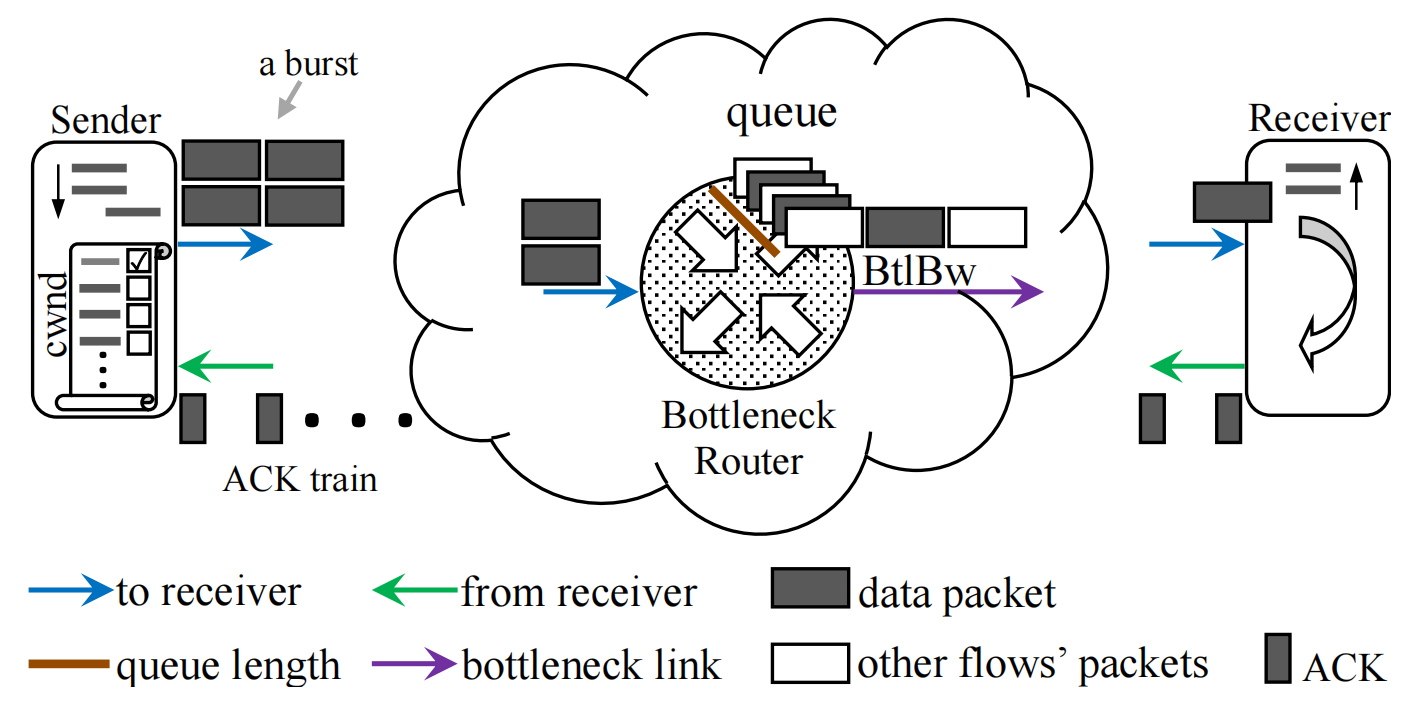 a burst
Sender
queue
Receiver
cwnd
BtlBw
Bottleneck
Router
ACK train
to receiver
from receiver
data packet
queue length
bottleneck link
other flows’ packets
ACK